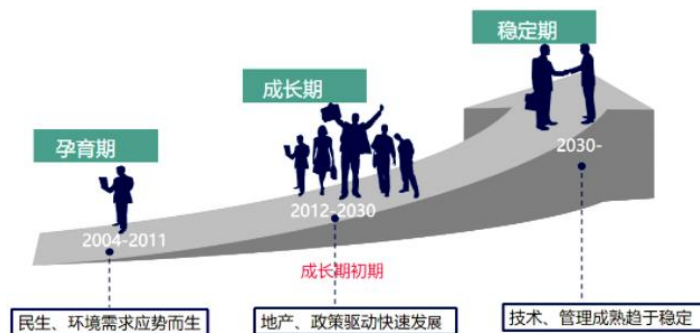 稳定期
成长期
孕育期
2030-
2012-2030
2004-2011
成长期初期
民生、环境需求应势而生
地产、政策驱动快速发展
技术、管理成熟趋于稳定